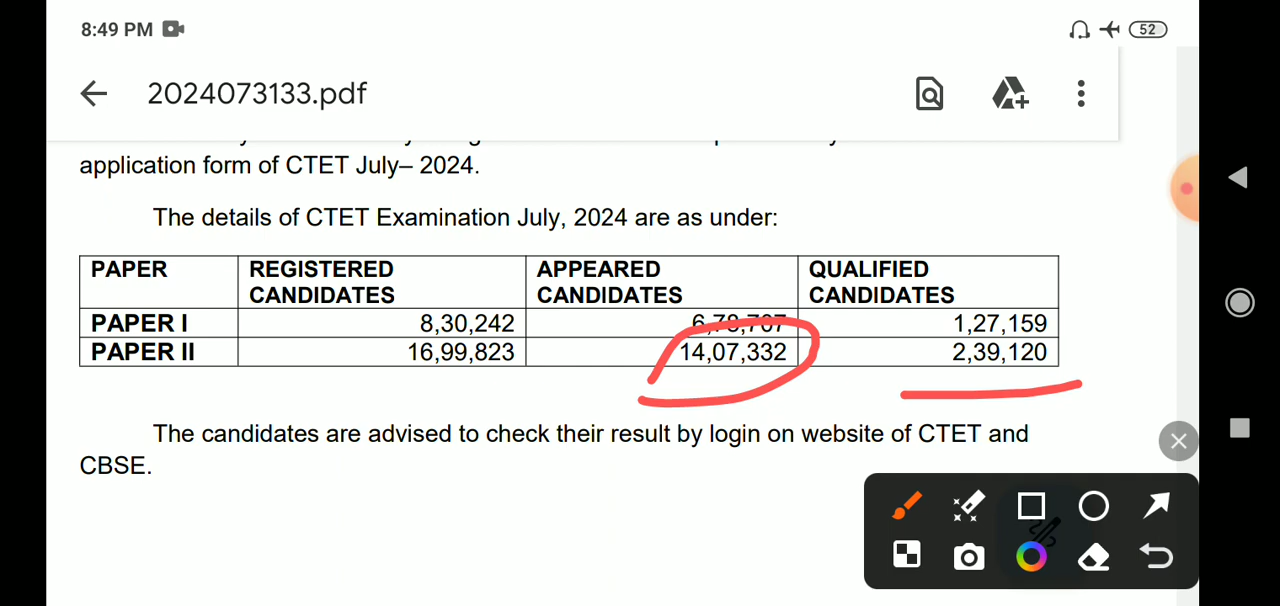 8:49 PM
52
2024073133.pdf
application form of CTET July– 2024.
The details of CTET Examination July, 2024 are as under:
PAPER REGISTERED CANDIDATES APPEARED CANDIDATES QUALIFIED CANDIDATES
PAPER I 8,30,242 6,78,707 1,27,159
PAPER II 16,99,823 14,07,332 2,39,120
The candidates are advised to check their result by login on website of CTET and
CBSE.